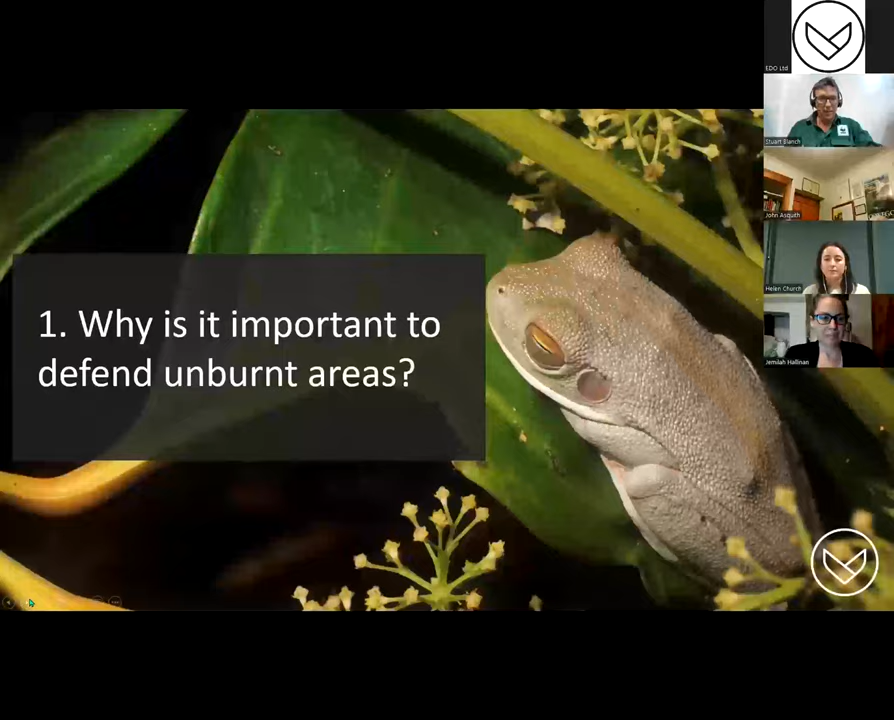 1. Why is it important to
defend unburnt areas?
EDO Ltd
Stuart Blanch
John Asquith
Helen Church
Jemilah Hallinan